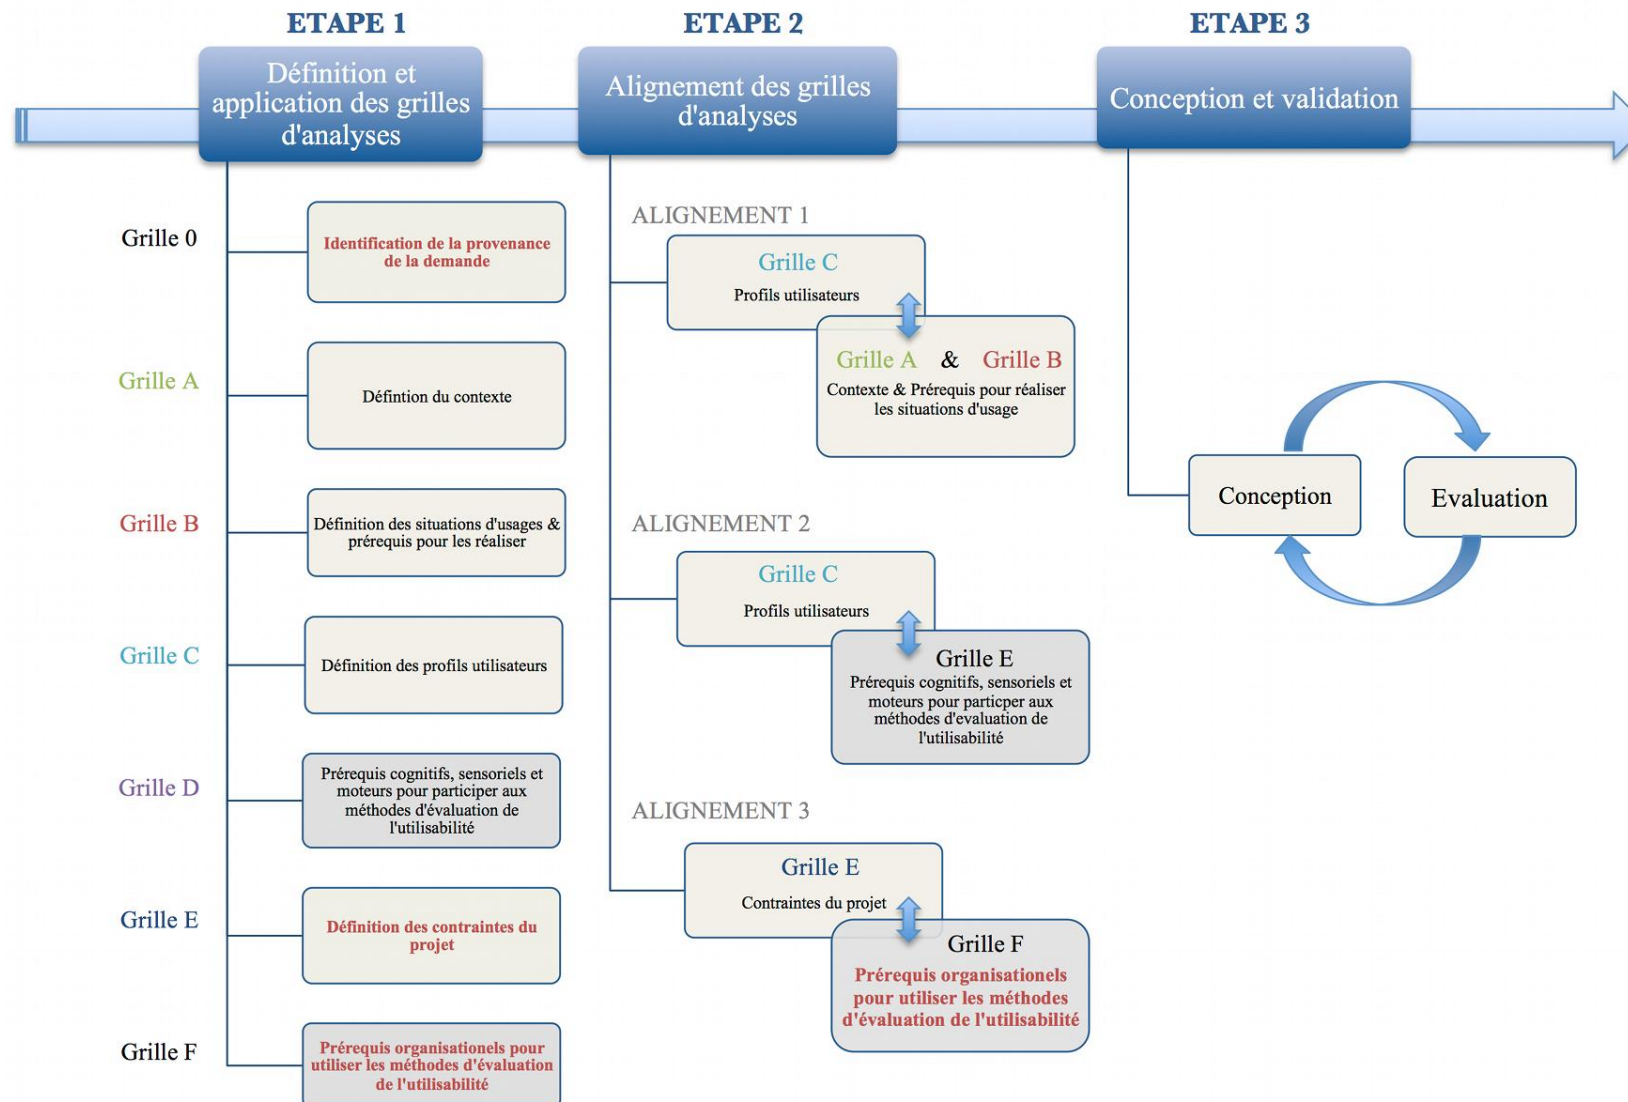 ETAPE 1
Définition et
application des grilles
d'analyses
Grille 0
Identification de la provenance
de la demande
Grille A
Défintion du contexte
Grille B
Définition des situations d'usages &
prérequis pour les réaliser
Grille C
Définition des profils utilisateurs
Grille D
Prérequis cognitifs, sensoriels et
moteurs pour participer aux
méthodes d'évaluation de
l'utilisabilité
Grille E
Définition des contraintes du
projet
Grille F
Prérequis organisationels pour
utiliser les méthodes d'évaluation
de l'utilisabilité
ETAPE 2
Alignement des grilles
d'analyses
ALIGNEMENT 1
Grille C
Profils utilisateurs
Grille A & Grille B
Contexte & Prérequis pour réaliser
les situations d'usage
ALIGNEMENT 2
Grille C
Profils utilisateurs
Grille E
Prérequis cognitifs, sensoriels et
moteurs pour particper aux
méthodes d'evaluation de
l'utilisabilité
ALIGNEMENT 3
Grille E
Contraintes du projet
Grille F
Prérequis organisationels
pour utiliser les méthodes
d'évaluation de l'utilisabilité
ETAPE 3
Conception et validation
Conception
Evaluation